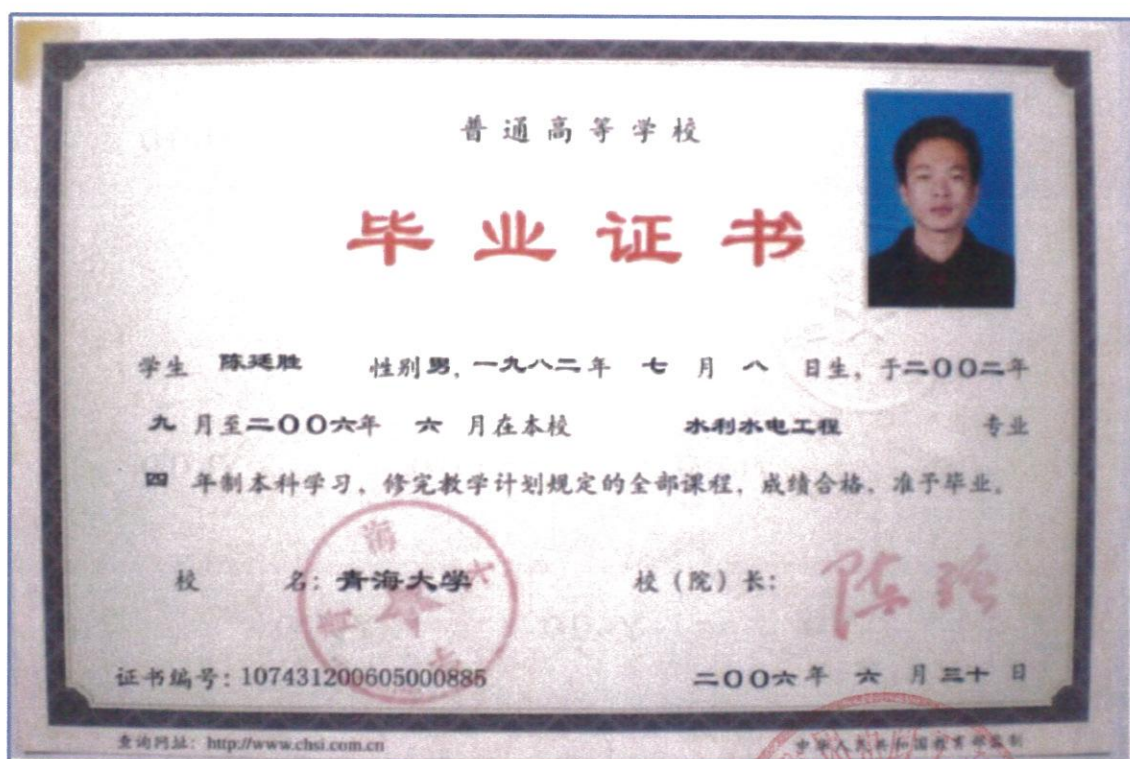 普通高等学校
毕业证书
学生 陈廷胜 性别 男, 一九八二年 七 月 八 日生, 于二〇〇二年
九 月至二〇〇六年 六 月在本校 水利水电工程 专业
四 年制本科学习, 修完教学计划规定的全部课程, 成绩合格, 准予毕业。
校 名: 青海大学 校(院)长: 陈强
证书编号: 107431200605000885 二〇〇六年 六 月 三十 日
查询网址: http://www.chsi.com.cn 中华人民共和国教育部监制